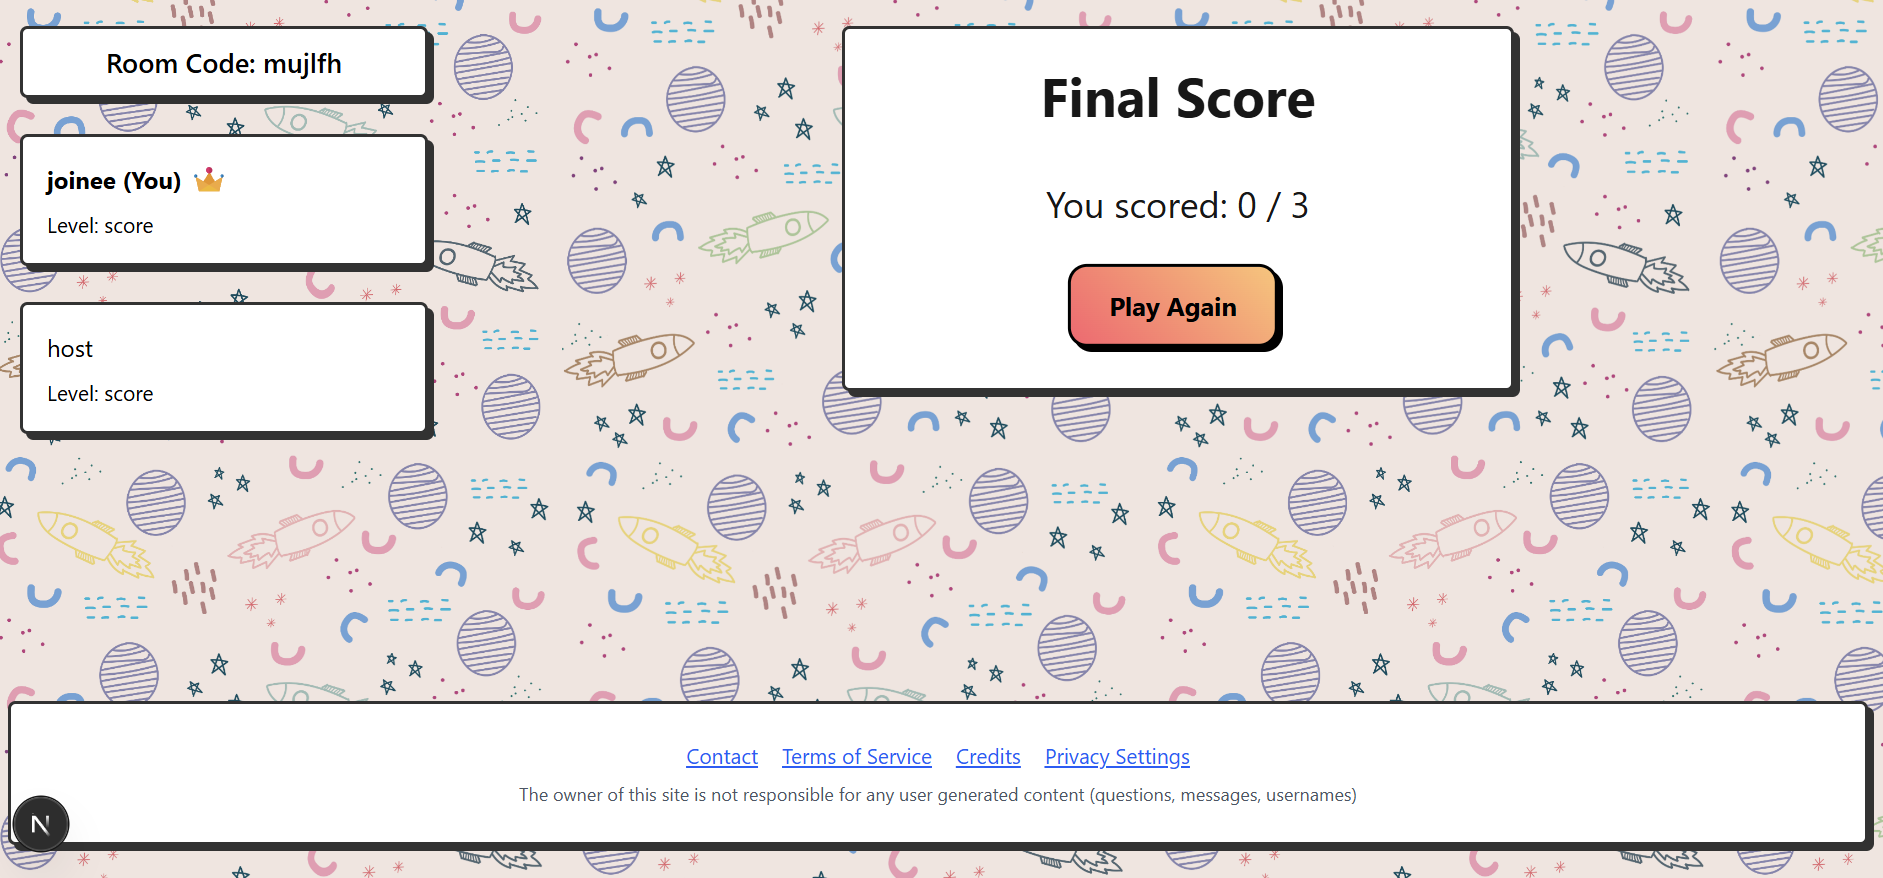 Room Code: mujlfh
joinee (You)
Level: score
host
Level: score
Final Score
You scored: 0 / 3
Play Again
Contact Terms of Service Credits Privacy Settings
The owner of this site is not responsible for any user generated content (questions, messages, usernames)
N